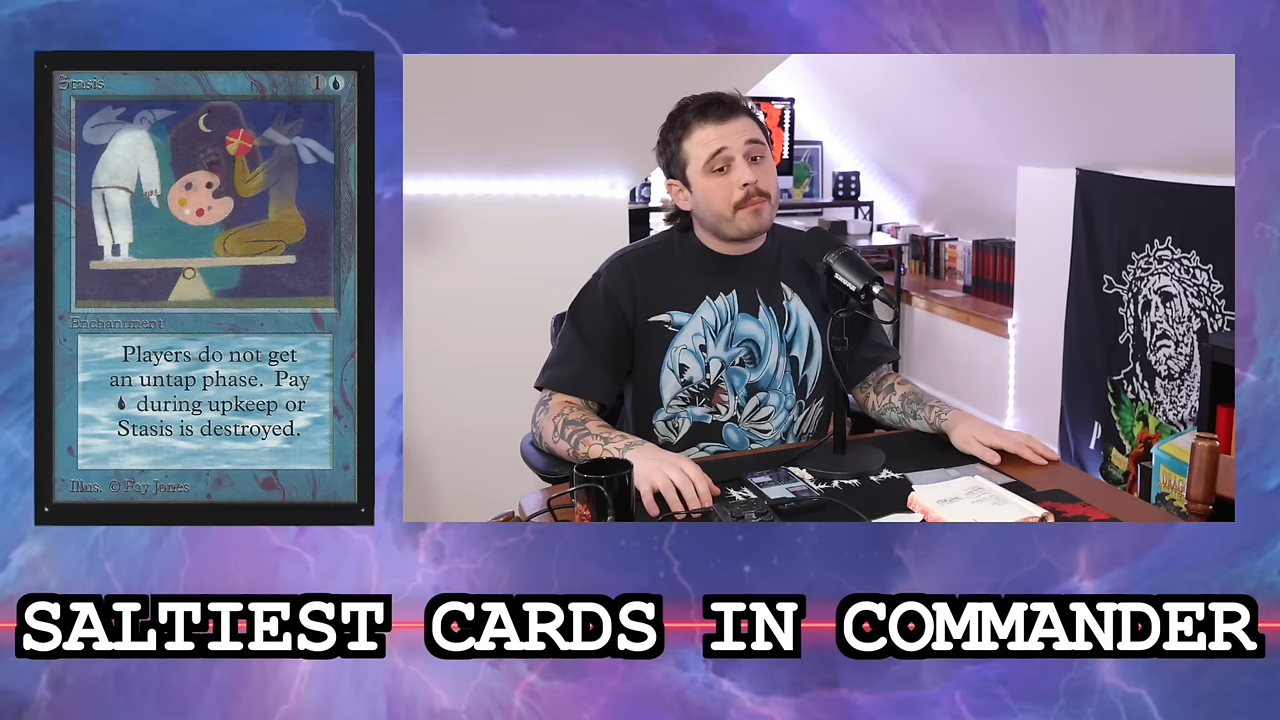 Stasis 1
Enchantment
Players do not get
an untap phase. Pay
during upkeep or
Stasis is destroyed.
Illus. © Fay Jones
SHURE
P
SALTIEST CARDS IN COMMANDER